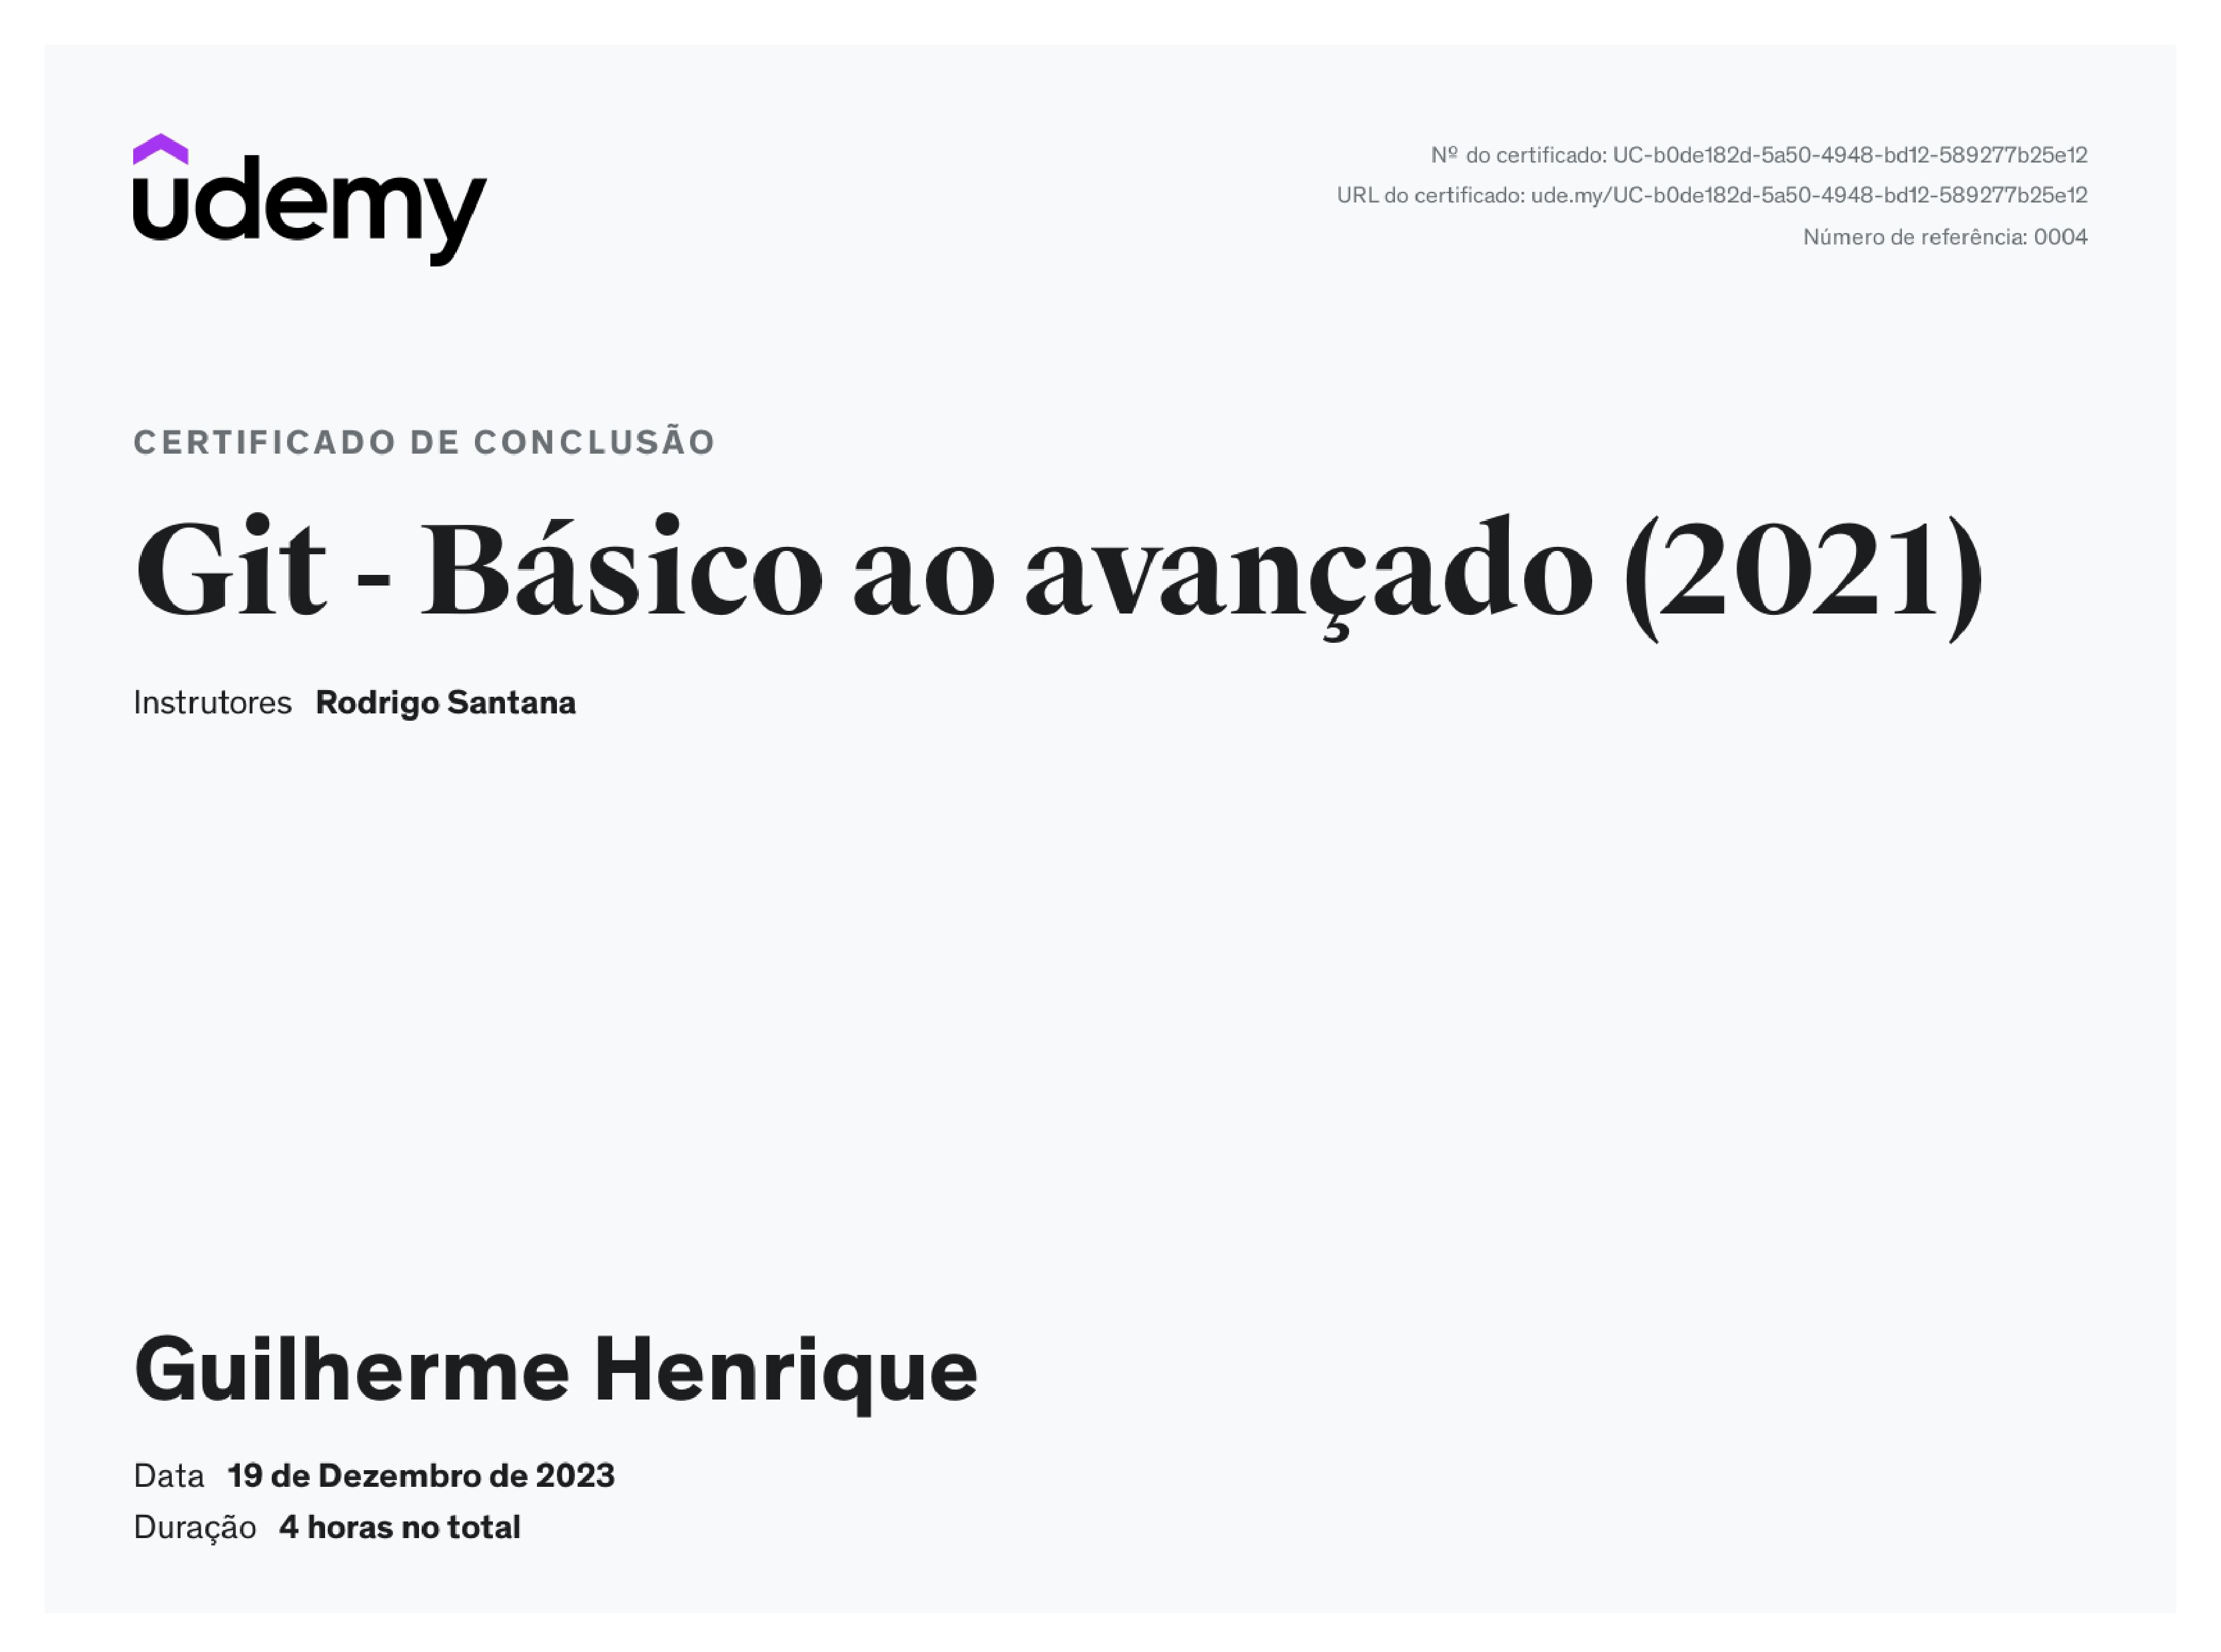 udemy
Nº do certificado: UC-b0de182d-5a50-4948-bd12-589277b25e12
URL do certificado: ude.my/UC-b0de182d-5a50-4948-bd12-589277b25e12
Número de referência: 0004
CERTIFICADO DE CONCLUSÃO
Git - Básico ao avançado (2021)
Instrutores Rodrigo Santana
Guilherme Henrique
Data 19 de Dezembro de 2023
Duração 4 horas no total